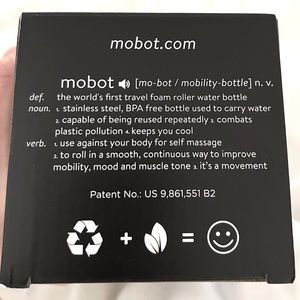 mobot.com
mobot [mo-bot / mobility-bottle] n. v.
def. the world's first travel foam roller water bottle
noun. 1. stainless steel, BPA free bottle used to carry water
2. capable of being reused repeatedly 3. combats
plastic pollution 4. keeps you cool
verb. 1. use against your body for self massage
2. to roll in a smooth, continuous way to improve
mobility, mood and muscle tone 3. it's a movement
Patent No.: US 9,861,551 B2
+ =